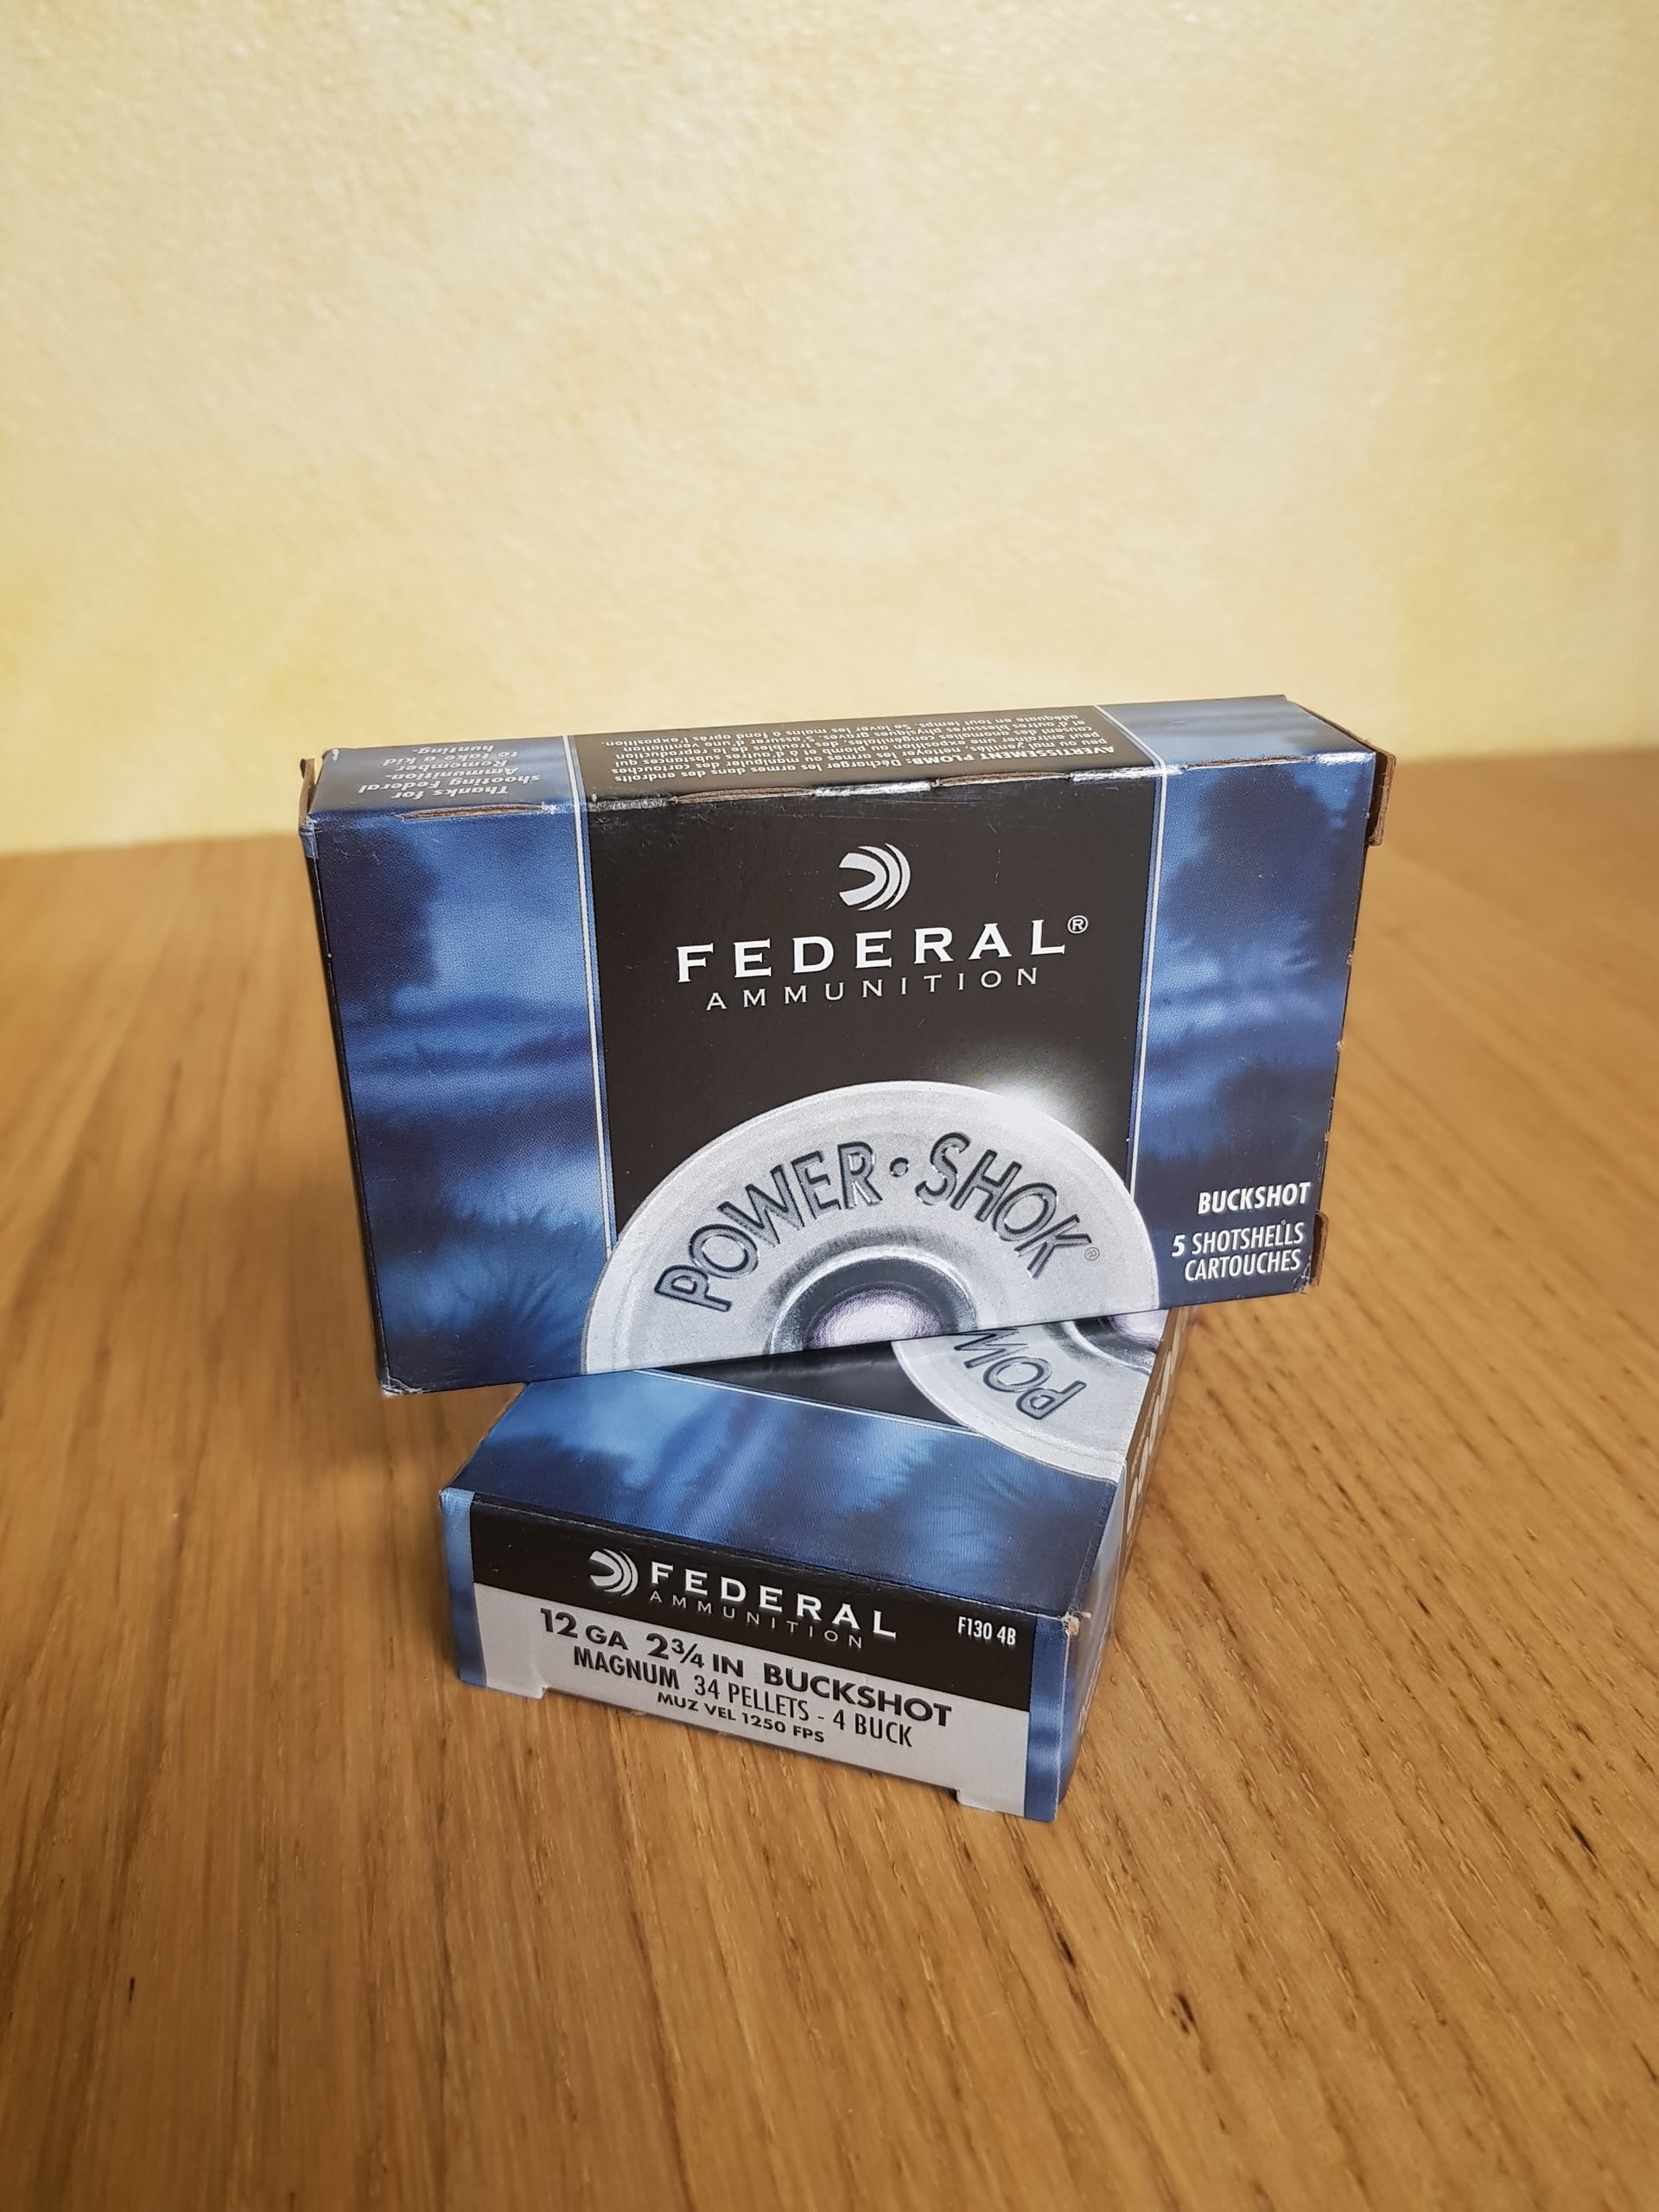 Thanks for
shooting Federal
Ammunition.
Remember
to take a kid
hunting.
AVERTISSEMENT PLOMB: Décharger les armes dans des endroits
FEDERAL®
AMMUNITION
POWER·SHOK®
BUCKSHOT
5 SHOTSHELLS
CARTOUCHES
POW
FEDERAL
AMMUNITION
F130 4B
12 GA 2¾ IN BUCKSHOT
MAGNUM 34 PELLETS - 4 BUCK
MUZ VEL 1250 FPS